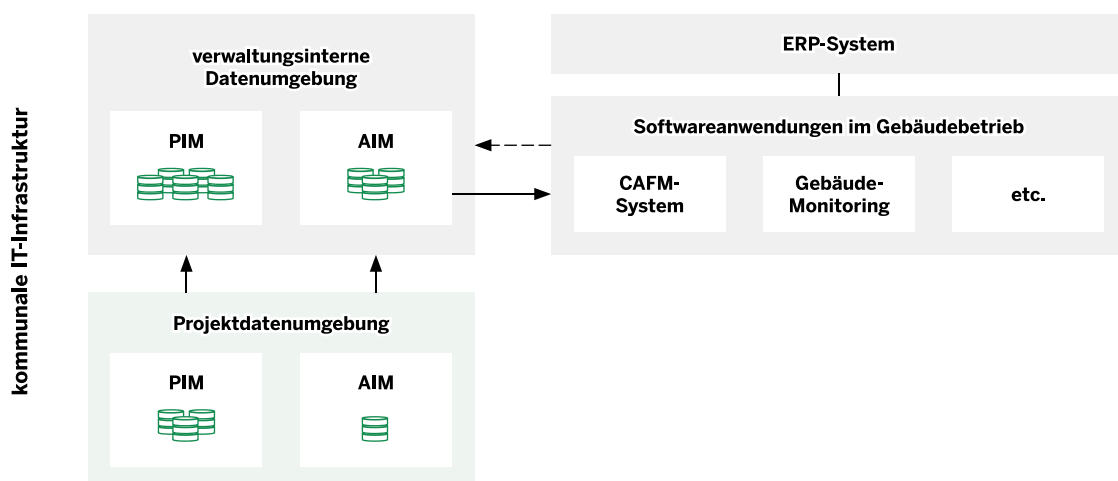 kommunale IT-Infrastruktur
verwaltungsinterne
Datenumgebung
PIM
AIM
ERP-System
Softwareanwendungen im Gebäudebetrieb
CAFM-
System
Gebäude-
Monitoring
etc.
Projektdatenumgebung
PIM
AIM